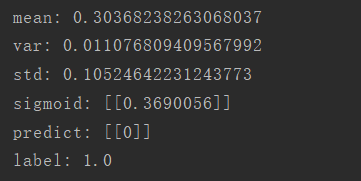 mean: 0.30368238263068037
var: 0.011076809409567992
std: 0.10524642231243773
sigmoid: [[0.3690056]]
predict: [[0]]
label: 1.0